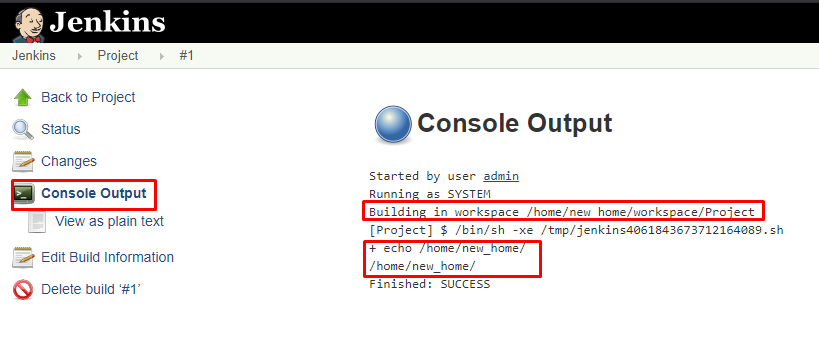 Jenkins
Jenkins Project #1
Back to Project
Status
Changes
Console Output
View as plain text
Edit Build Information
Delete build ‘#1’
Console Output
Started by user admin
Running as SYSTEM
Building in workspace /home/new_home/workspace/Project
[Project] $ /bin/sh -xe /tmp/jenkins4061843673712164089.sh
+ echo /home/new_home/
/home/new_home/
Finished: SUCCESS